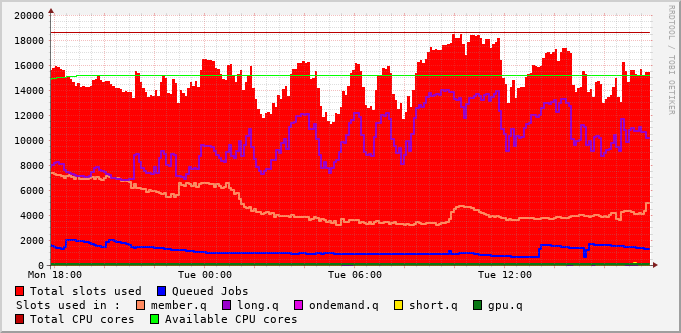 20000
18000
16000
14000
12000
10000
8000
6000
4000
2000
0
Mon 18:00 Tue 00:00 Tue 06:00 Tue 12:00
Total slots used Queued Jobs
Slots used in : member.q long.q ondemand.q short.q gpu.q
Total CPU cores Available CPU cores
RRDTOOL / TOBI OETIKER